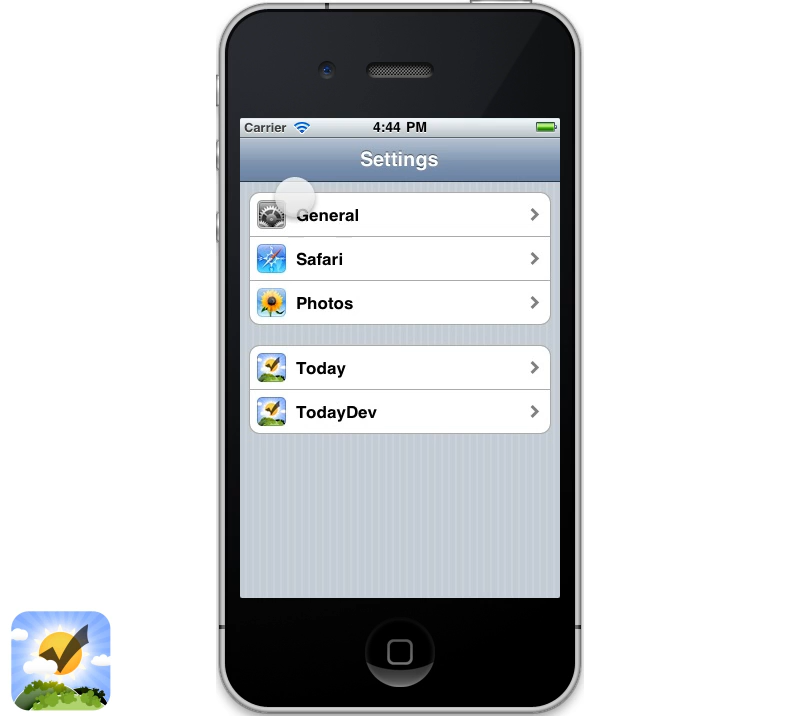 Carrier 4:44 PM
Settings
General
Safari
Photos
Today
TodayDev